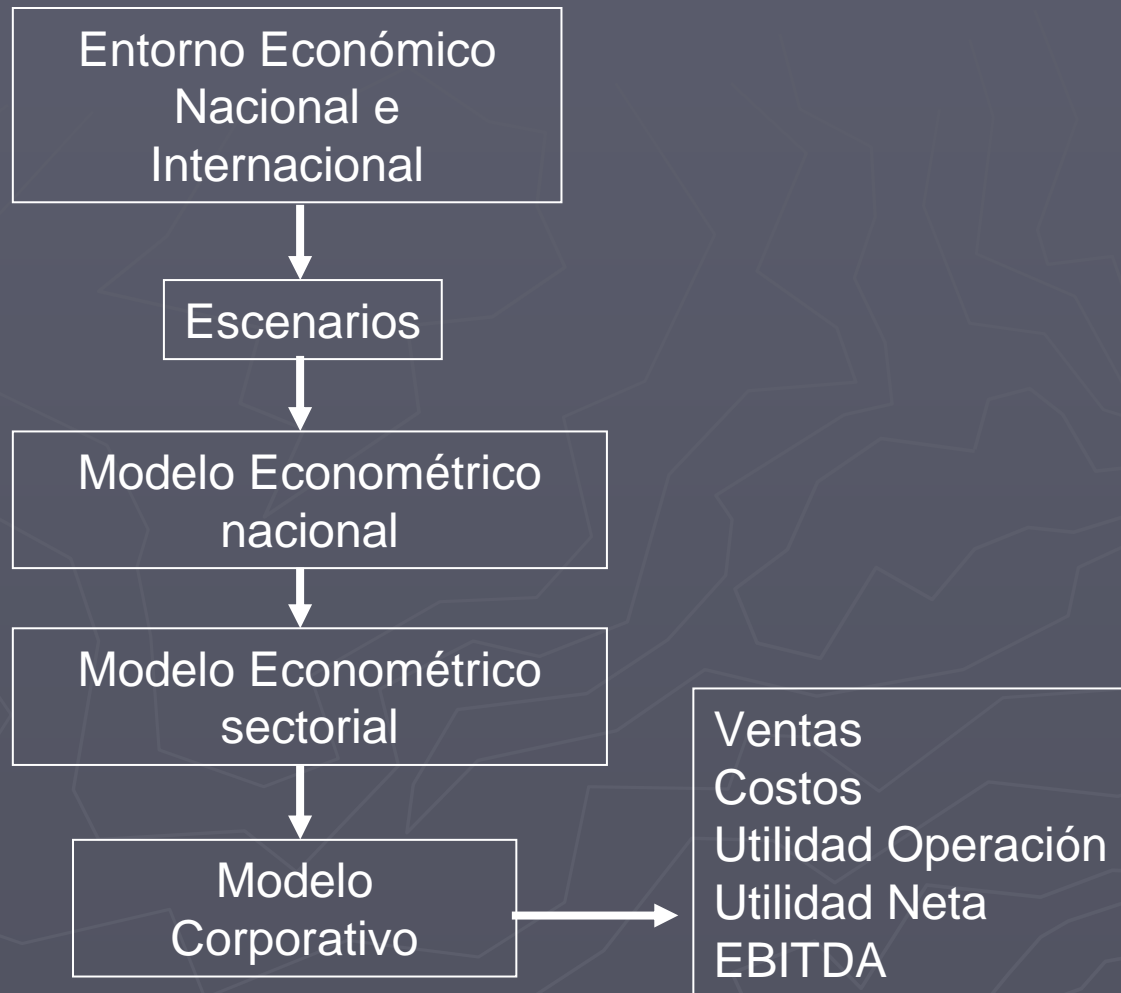 Entorno Económico
Nacional e
Internacional
Escenarios
Modelo Econométrico
nacional
Modelo Econométrico
sectorial
Modelo
Corporativo
Ventas
Costos
Utilidad Operación
Utilidad Neta
EBITDA